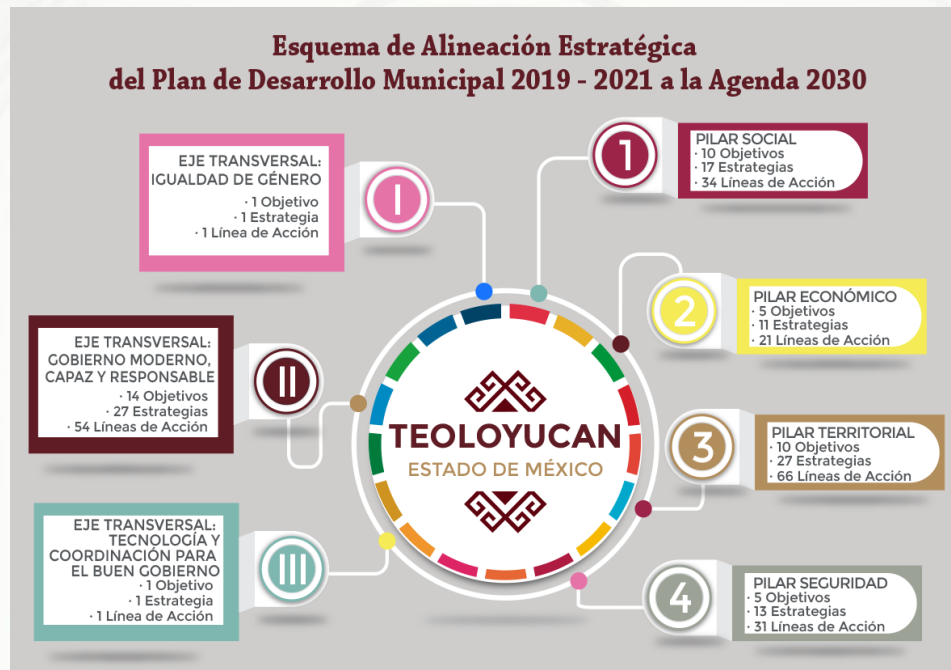 Esquema de Alineación Estratégica
del Plan de Desarrollo Municipal 2019 - 2021 a la Agenda 2030
EJE TRANSVERSAL:
IGUALDAD DE GÉNERO
· 1 Objetivo
· 1 Estrategia
· 1 Línea de Acción
I
1
PILAR SOCIAL
· 10 Objetivos
· 17 Estrategias
· 34 Líneas de Acción
2
PILAR ECONÓMICO
· 5 Objetivos
· 11 Estrategias
· 21 Líneas de Acción
EJE TRANSVERSAL:
GOBIERNO MODERNO,
CAPAZ Y RESPONSABLE
· 14 Objetivos
· 27 Estrategias
· 54 Líneas de Acción
II
TEOLOYUCAN
ESTADO DE MÉXICO
3
PILAR TERRITORIAL
· 10 Objetivos
· 27 Estrategias
· 66 Líneas de Acción
EJE TRANSVERSAL:
TECNOLOGÍA Y
COORDINACIÓN PARA
EL BUEN GOBIERNO
· 1 Objetivo
· 1 Estrategia
· 1 Línea de Acción
III
4
PILAR SEGURIDAD
· 5 Objetivos
· 13 Estrategias
· 31 Líneas de Acción